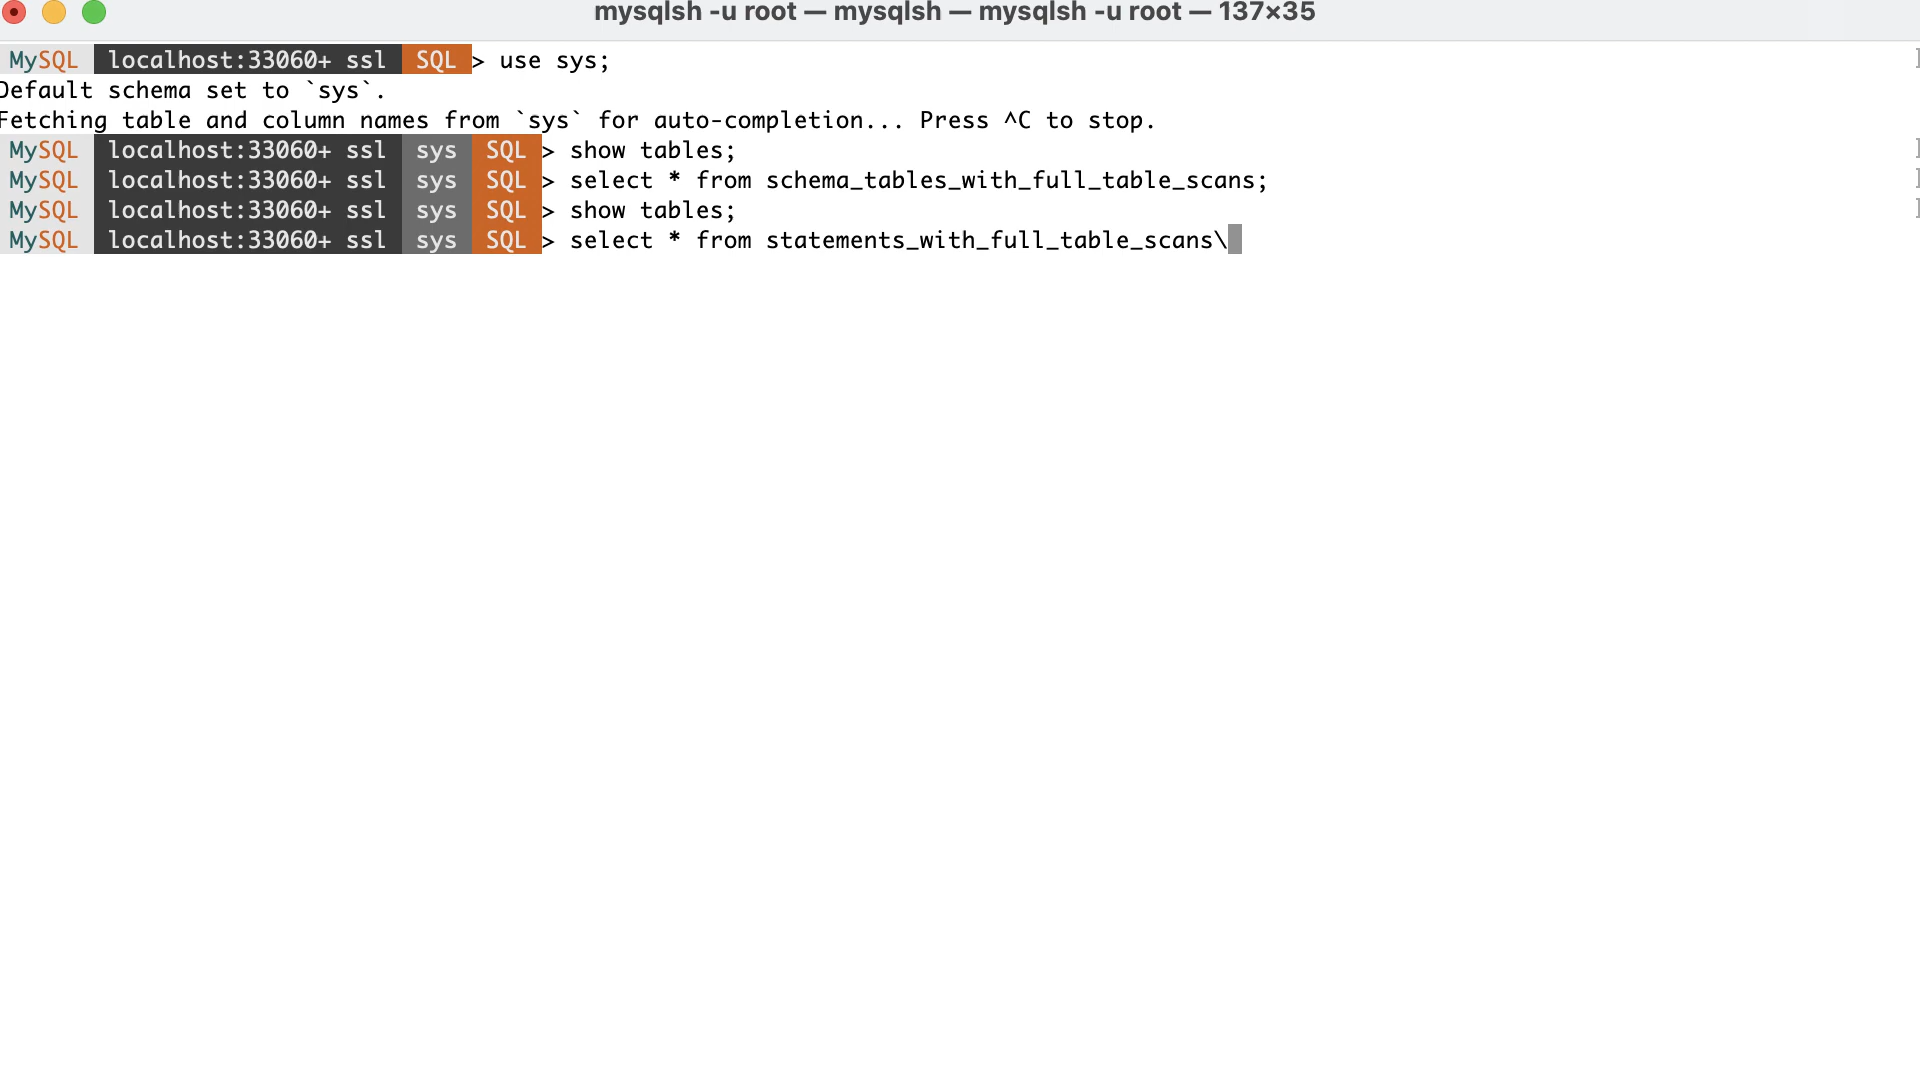 mysqlsh -u root — mysqlsh — mysqlsh -u root — 137×35
MySQL localhost:33060+ ssl SQL > use sys;
Default schema set to `sys`.
Fetching table and column names from `sys` for auto-completion... Press ^C to stop.
MySQL localhost:33060+ ssl sys SQL > show tables;
MySQL localhost:33060+ ssl sys SQL > select * from schema_tables_with_full_table_scans;
MySQL localhost:33060+ ssl sys SQL > show tables;
MySQL localhost:33060+ ssl sys SQL > select * from statements_with_full_table_scans\